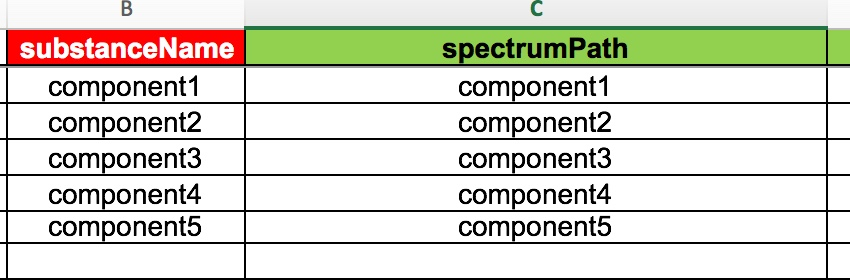 B C
substanceName spectrumPath
component1 component1
component2 component2
component3 component3
component4 component4
component5 component5